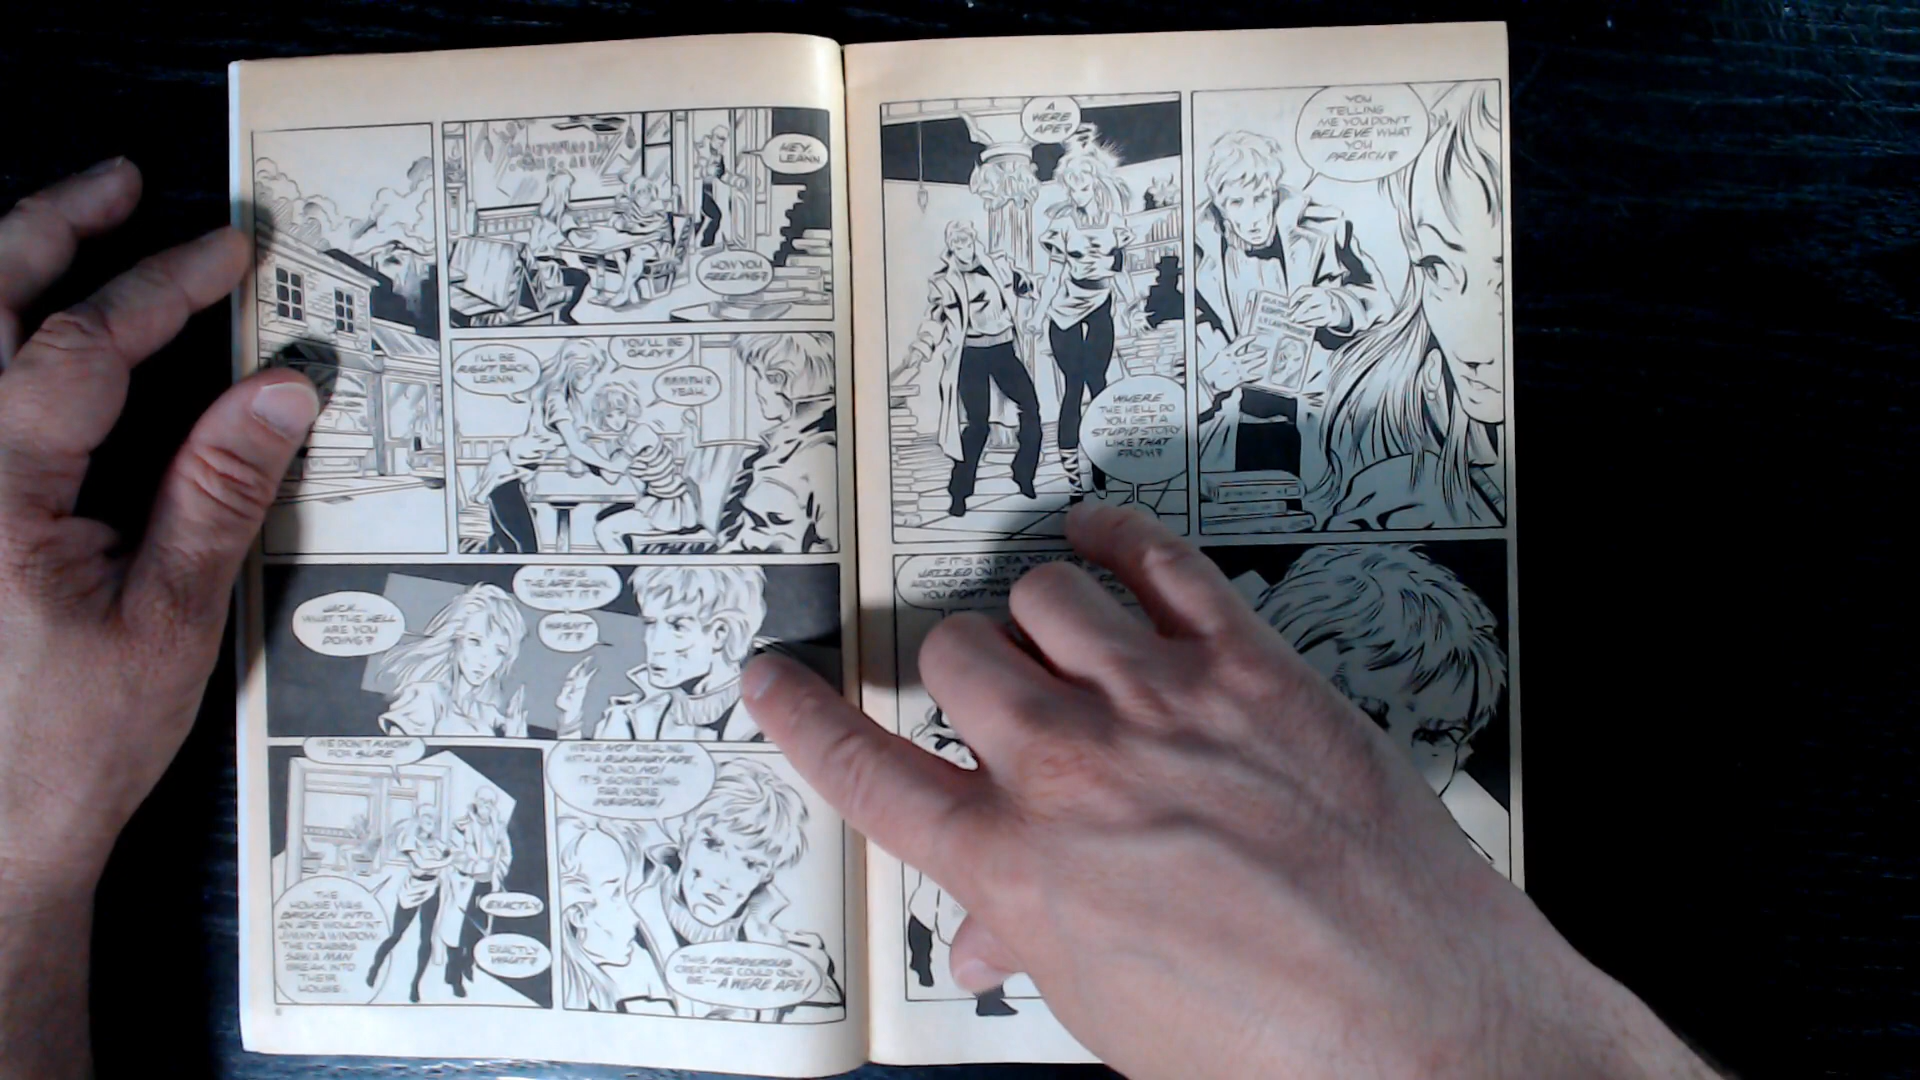 HEY,
LEANN.
HOW YOU
FEELING?
I'LL BE
RIGHT BACK,
LEANN.
YOU'LL BE
OKAY?
YEAH.
JACK...
WHAT THE HELL
ARE YOU
DOING?
IT WAS
THE APE AGAIN,
WASN'T IT?
WASN'T
IT?
WE DON'T KNOW
FOR SURE.
THE
HOUSE WAS
BROKEN INTO.
AN APE WOULDN'T
JIMMY A WINDOW.
THE CRABBS
SAW A MAN
BREAK INTO
THEIR
HOUSE.
EXACTLY.
EXACTLY
WHAT?
WE'RE NOT DEALING
WITH A RUNAWAY APE,
NO, NO, NO!
IT'S SOMETHING
FAR MORE
INSIDIOUS!
THIS MURDEROUS
CREATURE COULD ONLY
BE--A WERE APE!
6
A
WERE
APE?
WHERE
THE HELL DO
YOU GET A
STUPID STORY
LIKE THAT
FROM?
YOU
TELLING
ME YOU DON'T
BELIEVE WHAT
YOU
PREACH?
IF IT'S AN IDEA YOU CAN
JAZZED ON IT--
AROUND
YOU DON'T